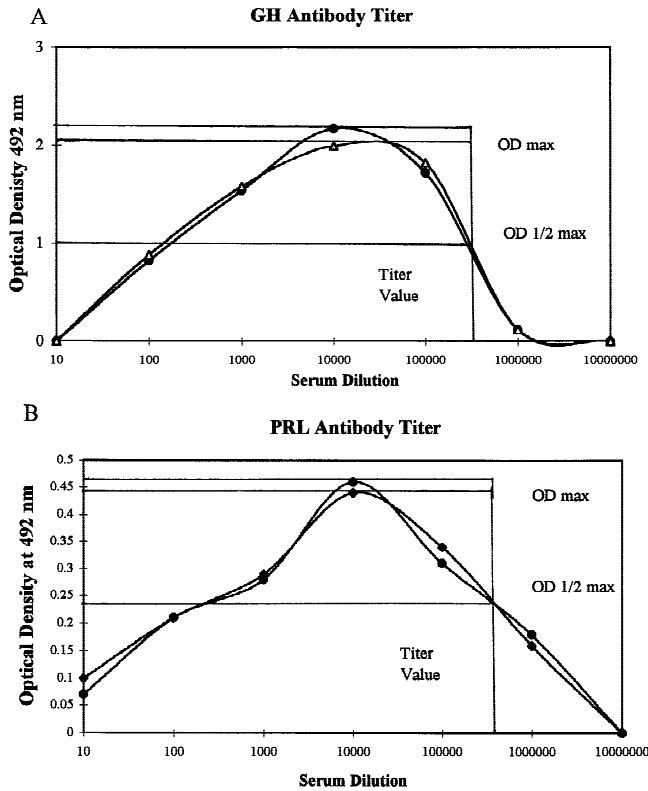 A
GH Antibody Titer
Optical Denisty 492 nm
3
2
1
0
OD max
OD 1/2 max
Titer
Value
10 100 1000 10000 100000 1000000 10000000
Serum Dilution
B
PRL Antibody Titer
Optical Density at 492 nm
0.5
0.45
0.4
0.35
0.3
0.25
0.2
0.15
0.1
0.05
0
OD max
OD 1/2 max
Titer
Value
10 100 1000 10000 100000 1000000 10000000
Serum Dilution